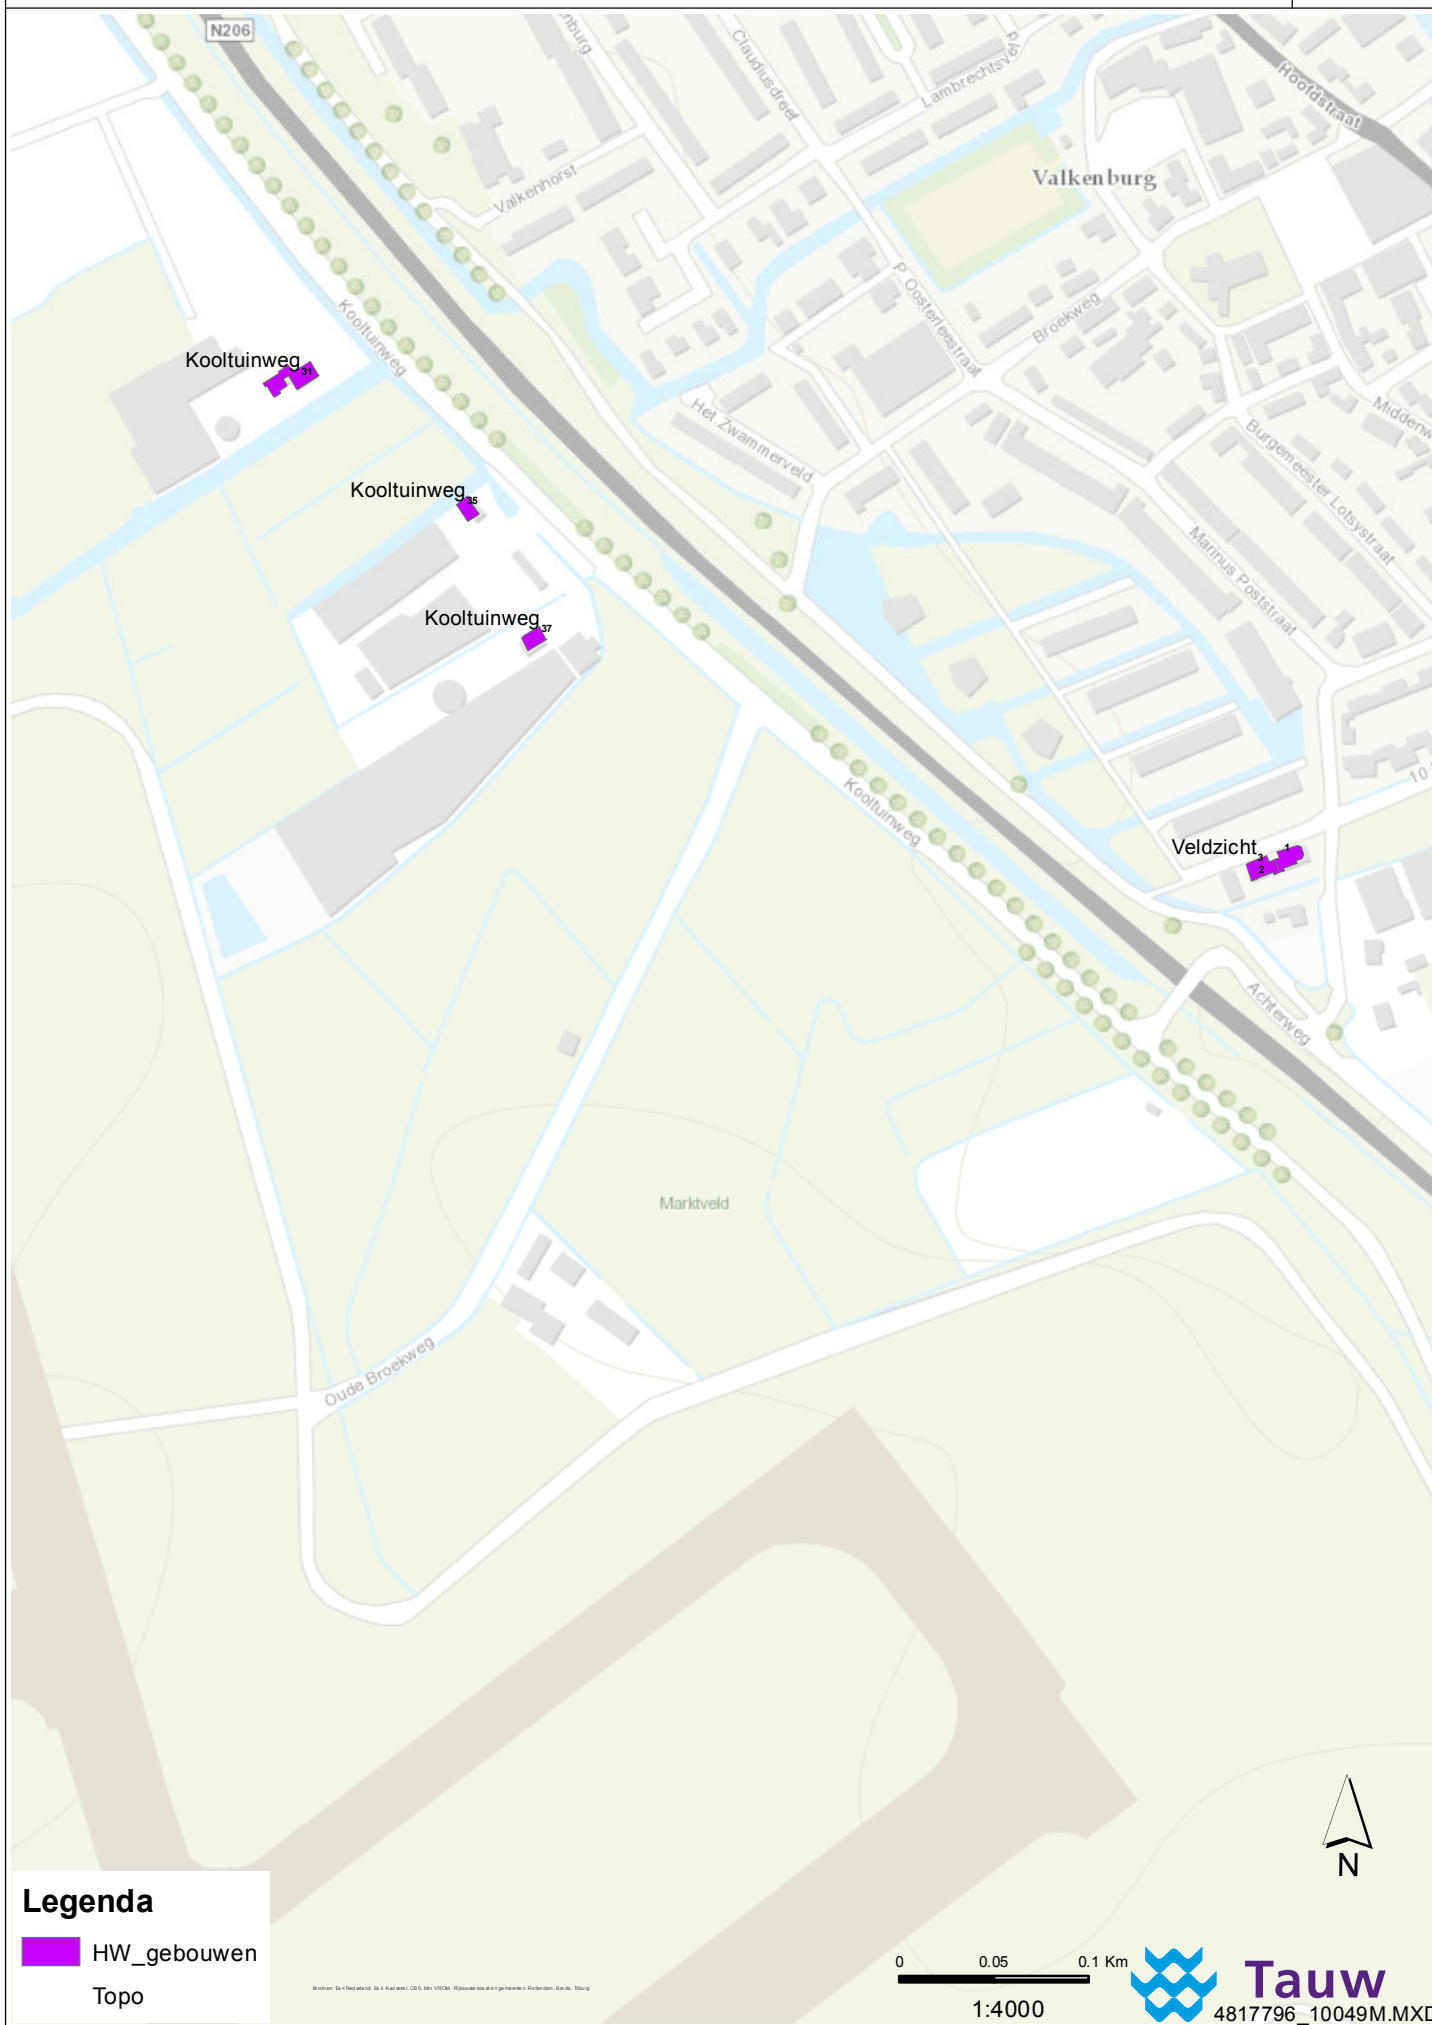 N206
Claudiusdreef
Lambrechtsveld
Hoofdstraat
Valkenhorst
Valkenburg
Kooltuinweg
P Oosterleestraat
Broekweg
Kooltuinweg
31
Het Zwammerveld
Burgemeester Lotsystraat
Kooltuinweg
35
Marinus Poststraat
Kooltuinweg
37
Kooltuinweg
Veldzicht
3
1
2
Achterweg
Marktveld
Oude Broekweg
N
Legenda
HW_gebouwen
Topo
0 0.05 0.1 Km
1:4000
Tauw
4817796_10049M.MXD